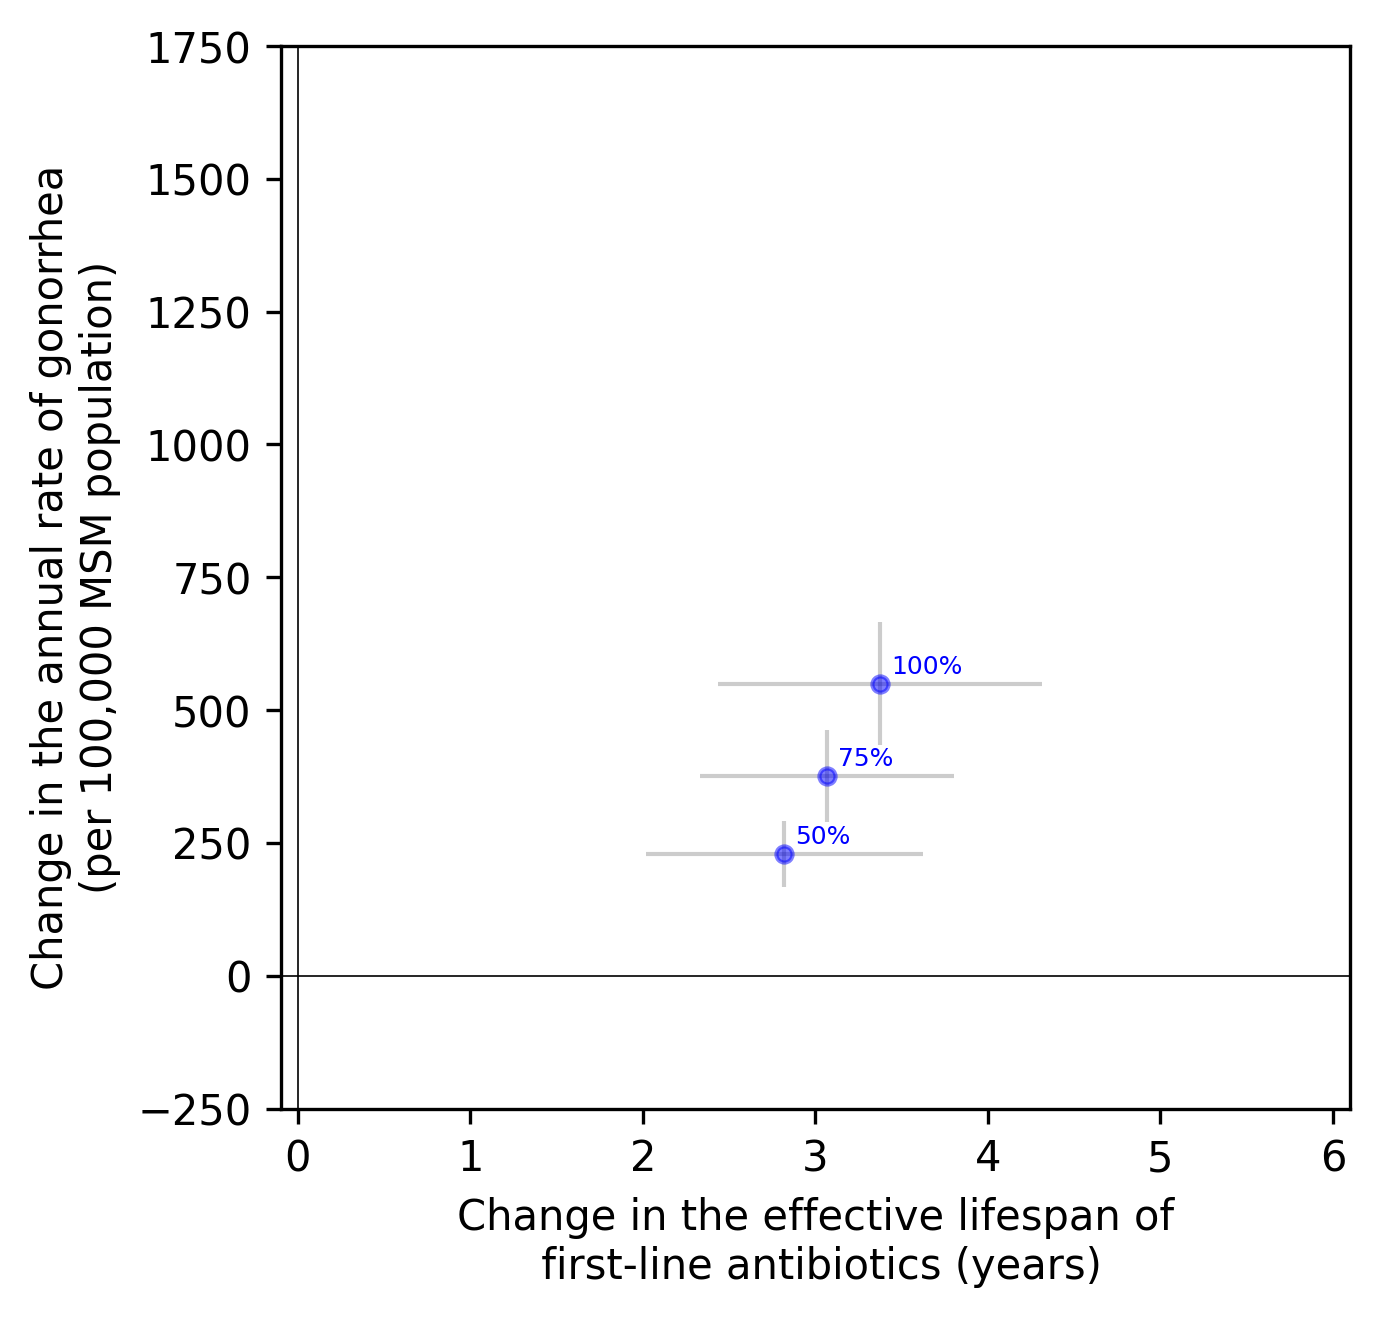 Change in the annual rate of gonorrhea
(per 100,000 MSM population)
1750
1500
1250
1000
750
500
250
0
−250
100%
75%
50%
0 1 2 3 4 5 6
Change in the effective lifespan of
first-line antibiotics (years)